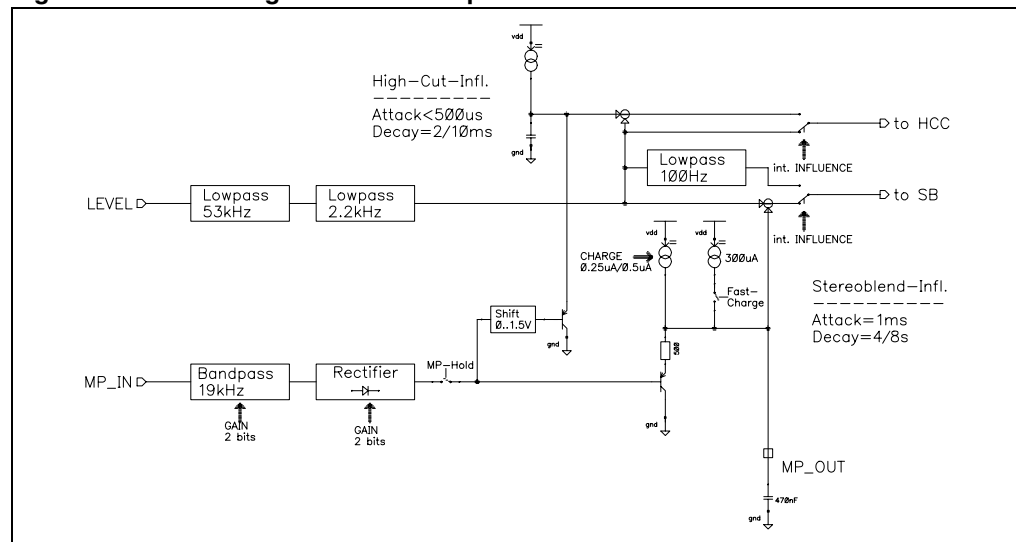 vdd
High-Cut-Infl.
Attack<500us
Decay=2/10ms
gnd
to HCC
int. INFLUENCE
Lowpass
100Hz
LEVEL
Lowpass
53kHz
Lowpass
2.2kHz
to SB
int. INFLUENCE
vdd
vdd
CHARGE
0.25uA/0.5uA
300uA
Fast-
Charge
Stereoblend-Infl.
Attack=1ms
Decay=4/8s
Shift
0..1.5V
gnd
500
MP_IN
Bandpass
19kHz
Rectifier
MP-Hold
GAIN
2 bits
GAIN
2 bits
gnd
MP_OUT
470nF
gnd